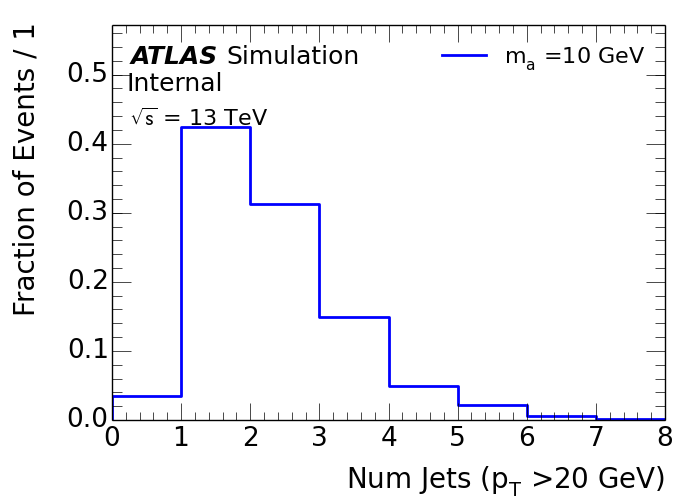 Fraction of Events / 1
ATLAS Simulation
Internal
√s = 13 TeV
mₐ =10 GeV
0.5
0.4
0.3
0.2
0.1
0.0
0 1 2 3 4 5 6 7 8
Num Jets (p_T >20 GeV)